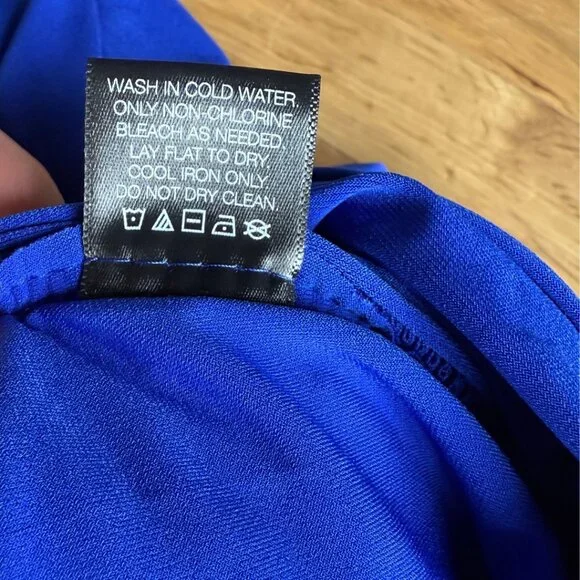 WASH IN COLD WATER
ONLY NON-CHLORINE
BLEACH AS NEEDED.
LAY FLAT TO DRY
COOL IRON ONLY.
DO NOT DRY CLEAN